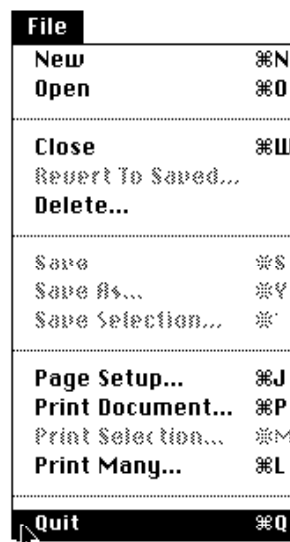 File
New ⌘N
Open ⌘O
Close ⌘W
Revert To Saved...
Delete...
Save ⌘S
Save As... ⌘Y
Save Selection... ⌘`
Page Setup... ⌘J
Print Document... ⌘P
Print Selection... ⌘M
Print Many... ⌘L
Quit ⌘Q